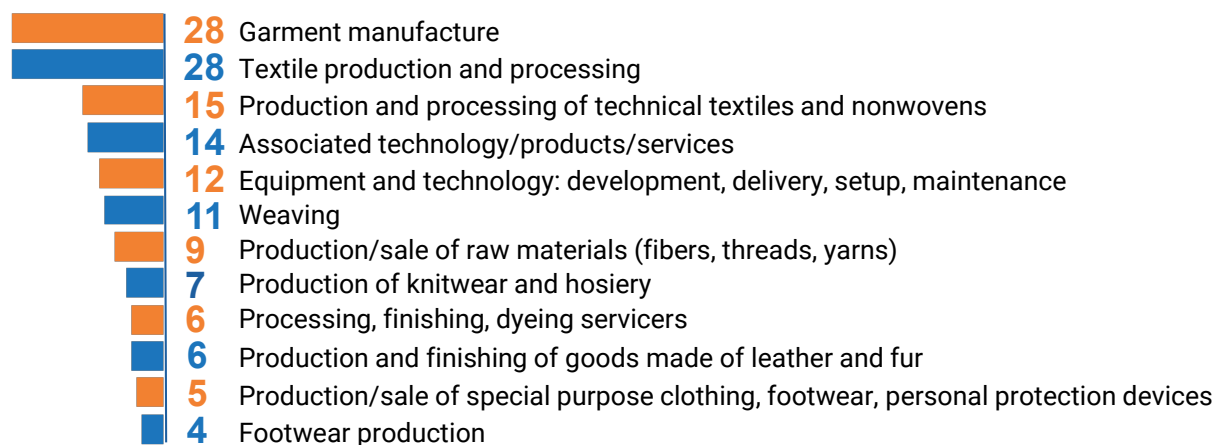 28 Garment manufacture
28 Textile production and processing
15 Production and processing of technical textiles and nonwovens
14 Associated technology/products/services
12 Equipment and technology: development, delivery, setup, maintenance
11 Weaving
9 Production/sale of raw materials (fibers, threads, yarns)
7 Production of knitwear and hosiery
6 Processing, finishing, dyeing servicers
6 Production and finishing of goods made of leather and fur
5 Production/sale of special purpose clothing, footwear, personal protection devices
4 Footwear production